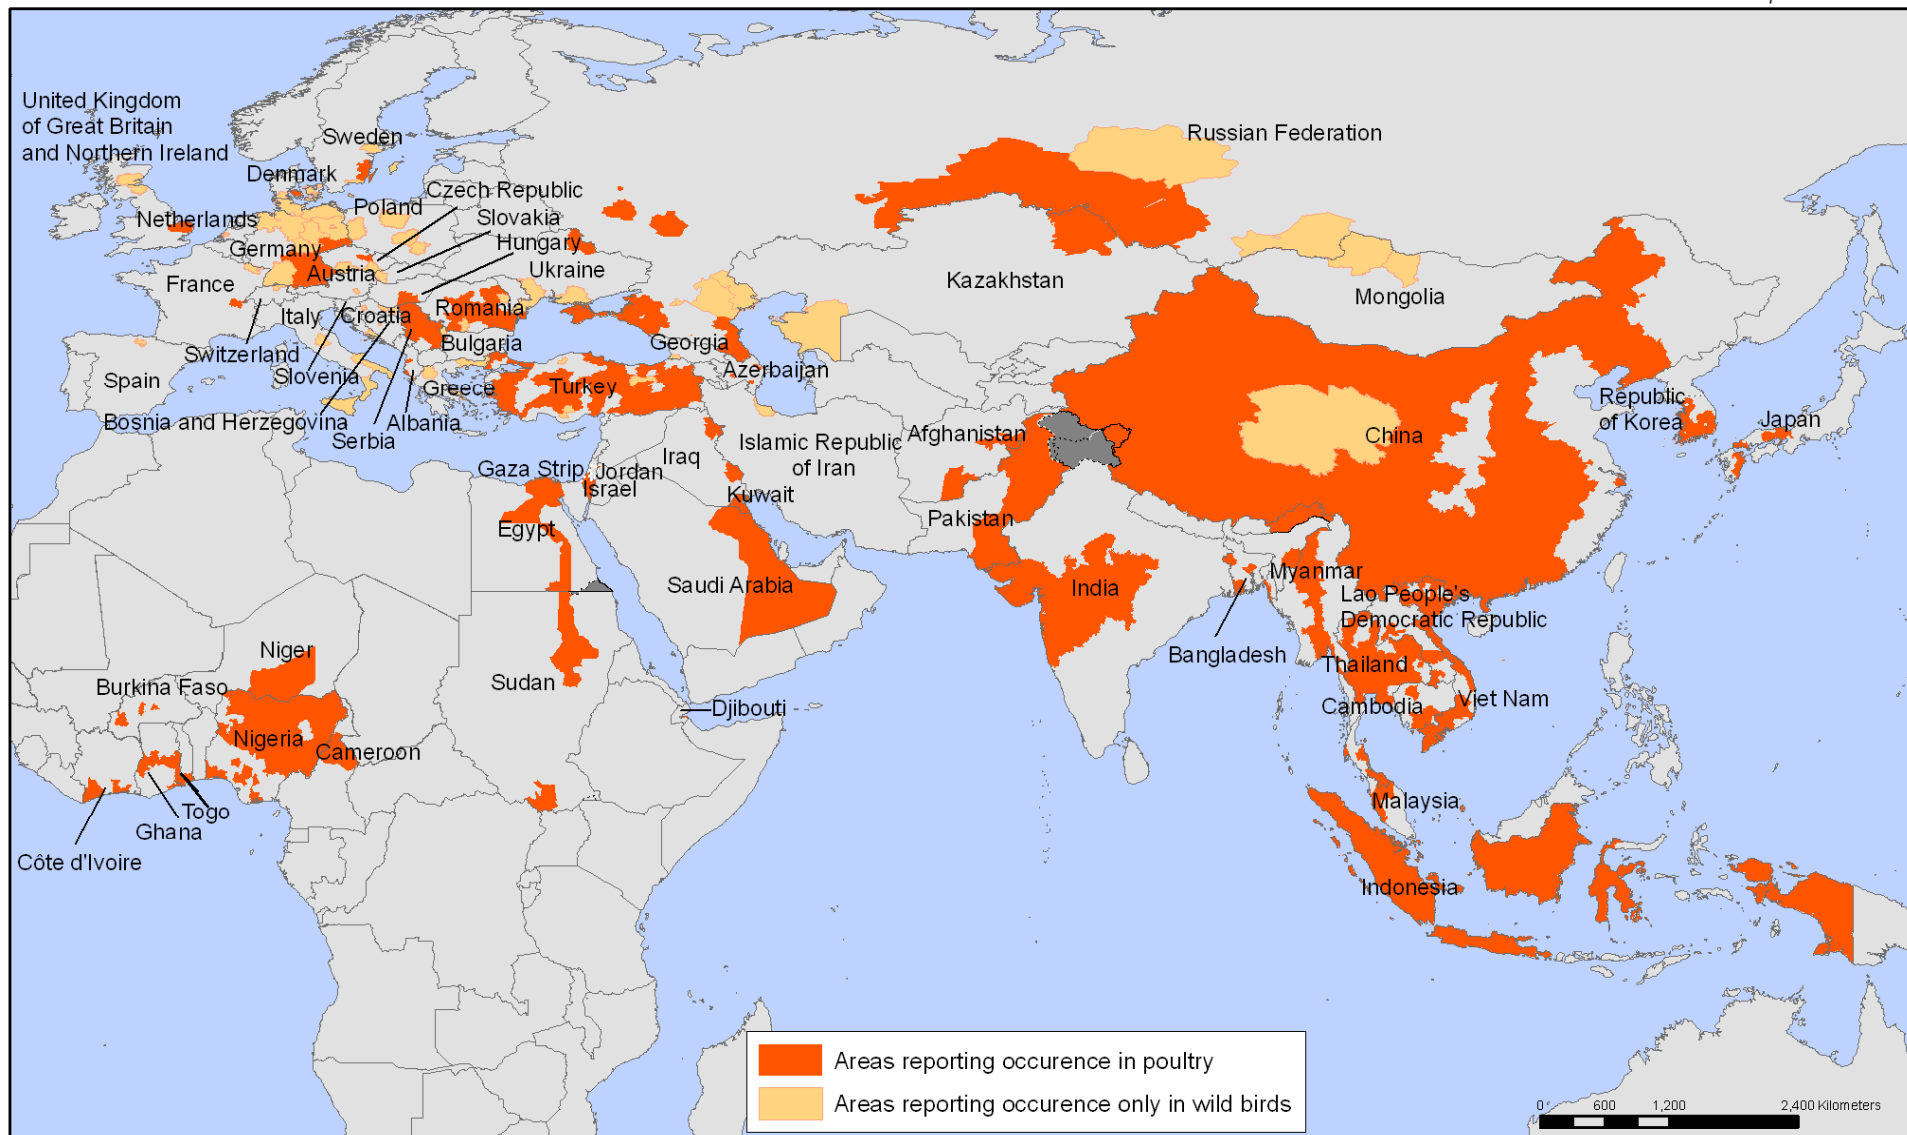 United Kingdom
of Great Britain
and Northern Ireland
Sweden
Russian Federation
Denmark
Czech Republic
Netherlands
Poland
Slovakia
Germany
Hungary
Austria
Ukraine
France
Kazakhstan
Mongolia
Italy
Croatia
Romania
Switzerland
Bulgaria
Georgia
Slovenia
Azerbaijan
Spain
Greece
Turkey
Bosnia and Herzegovina
Albania
Serbia
Republic
of Korea
Japan
China
Afghanistan
Islamic Republic
of Iran
Iraq
Gaza Strip
Jordan
Israel
Kuwait
Egypt
Pakistan
Saudi Arabia
India
Myanmar
Lao People's
Democratic Republic
Bangladesh
Thailand
Niger
Burkina Faso
Sudan
Djibouti
Cambodia
Viet Nam
Nigeria
Cameroon
Malaysia
Togo
Ghana
Côte d'Ivoire
Indonesia
Areas reporting occurence in poultry
Areas reporting occurence only in wild birds
0 600 1,200 2,400 Kilometers